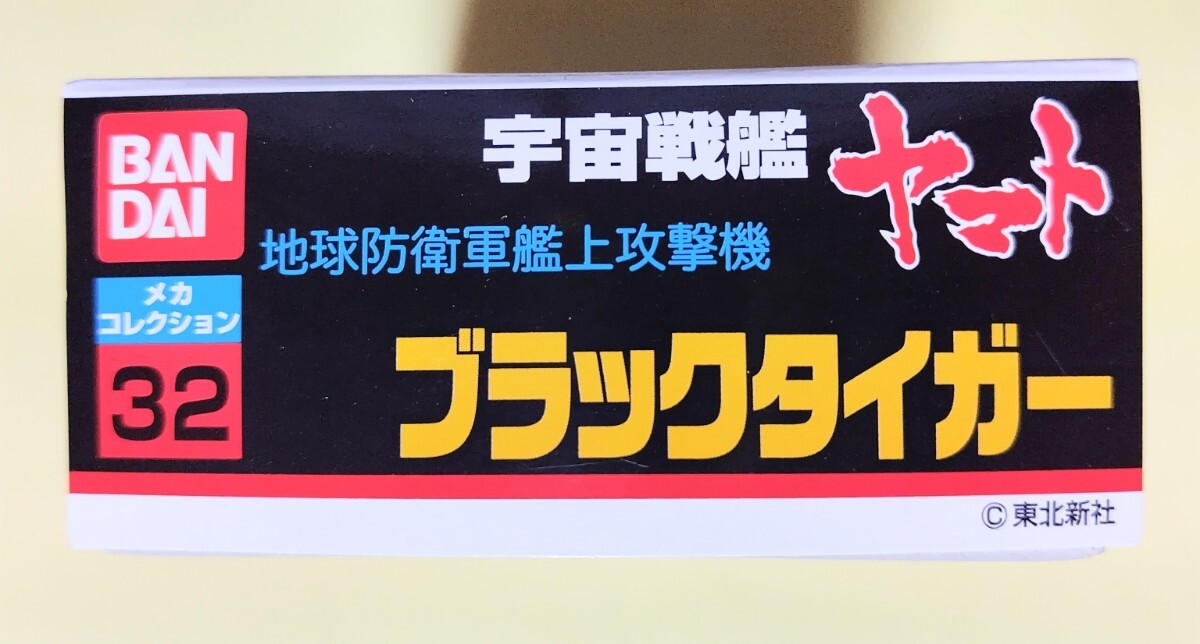 BAN
DAI
メカ
コレクション
32
宇宙戦艦 ヤマト
地球防衛軍艦上攻撃機
ブラックタイガー
©東北新社